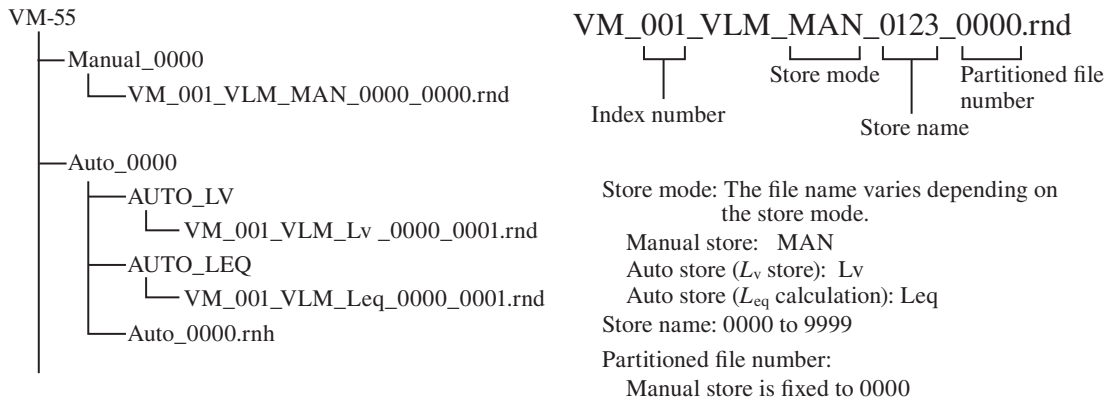 VM-55
Manual_0000
VM_001_VLM_MAN_0000_0000.rnd
Auto_0000
AUTO_LV
VM_001_VLM_Lv _0000_0001.rnd
AUTO_LEQ
VM_001_VLM_Leq_0000_0001.rnd
Auto_0000.rnh
VM_001_VLM_MAN_0123_0000.rnd
Index number
Store mode
Store name
Partitioned file
number
Store mode: The file name varies depending on
the store mode.
Manual store: MAN
Auto store (Lv store): Lv
Auto store (Leq calculation): Leq
Store name: 0000 to 9999
Partitioned file number:
Manual store is fixed to 0000